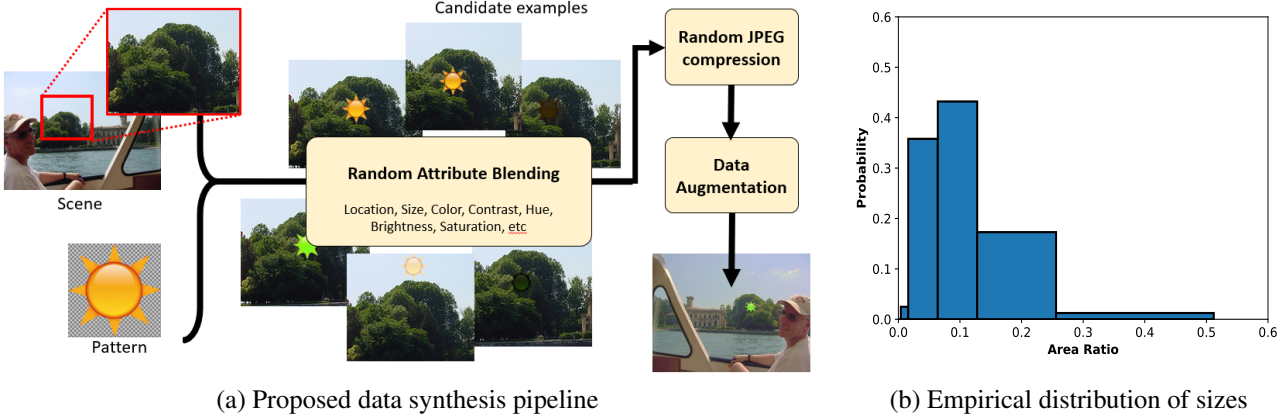 Candidate examples
Scene
Pattern
Random Attribute Blending
Location, Size, Color, Contrast, Hue,
Brightness, Saturation, etc
Random JPEG
compression
Data
Augmentation
(a) Proposed data synthesis pipeline
0.6
0.5
0.4
0.3
0.2
0.1
0.0
Probability
0.0 0.1 0.2 0.3 0.4 0.5 0.6
Area Ratio
(b) Empirical distribution of sizes